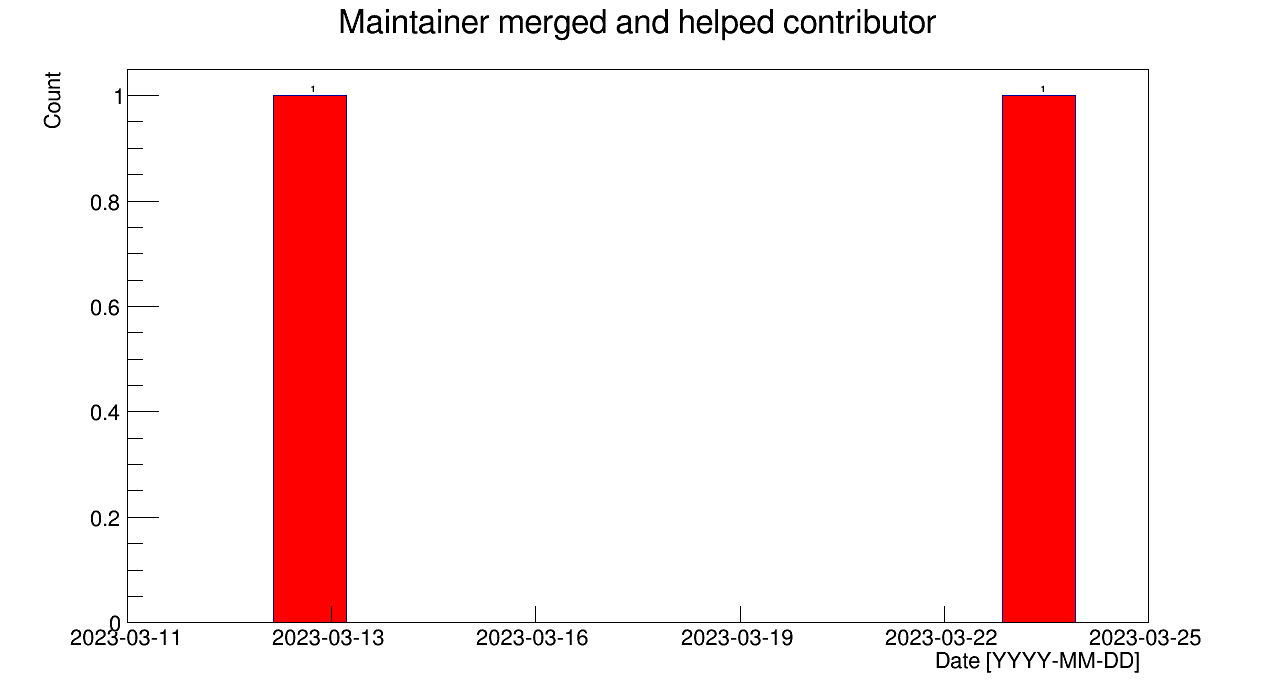 Maintainer merged and helped contributor
Count
1
1
1
0.8
0.6
0.4
0.2
0
2023-03-11 2023-03-13 2023-03-16 2023-03-19 2023-03-22 2023-03-25
Date [YYYY-MM-DD]